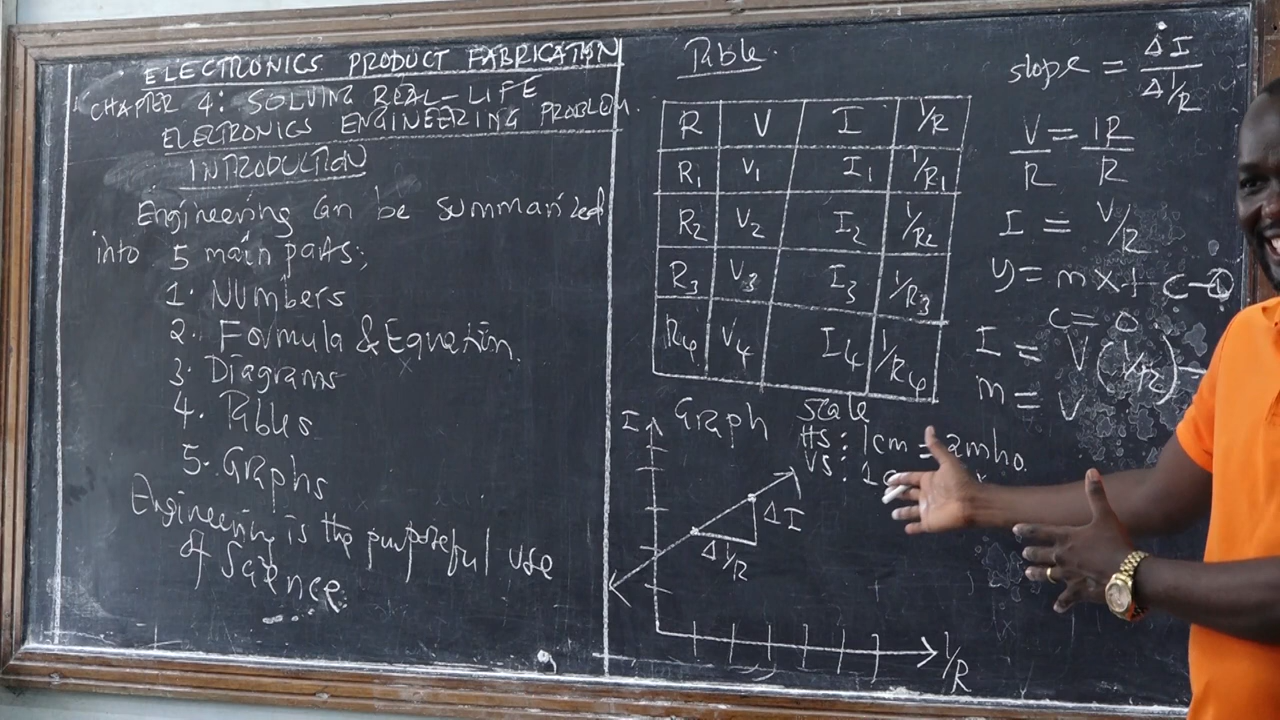 ELECTRONICS PRODUCT FABRICATION
CHAPTER 4: SOLVING REAL-LIFE
ELECTRONICS ENGINEERING PROBLEM.
INTRODUCTION
Engineering can be summarized
into 5 main parts;
1. Numbers
2. Formula & Equation.
3. Diagrams
4. Tables
5. Graphs
Engineering is the purposeful use
of Science.
Table.
R V I 1/R
R₁ V₁ I₁ 1/R₁
R₂ V₂ I₂ 1/R₂
R₃ V₃ I₃ 1/R₃
R₄ V₄ I₄ 1/R₄
Graph
Scale
HS: 1cm = 2mho
VS: 1c
I
ΔI
Δ1/R
1/R
slope = ΔI / Δ1/R
V/R = IR/R
I = V/R
y = mx + c - ①
c = 0
I = V(1/R) -
m = V